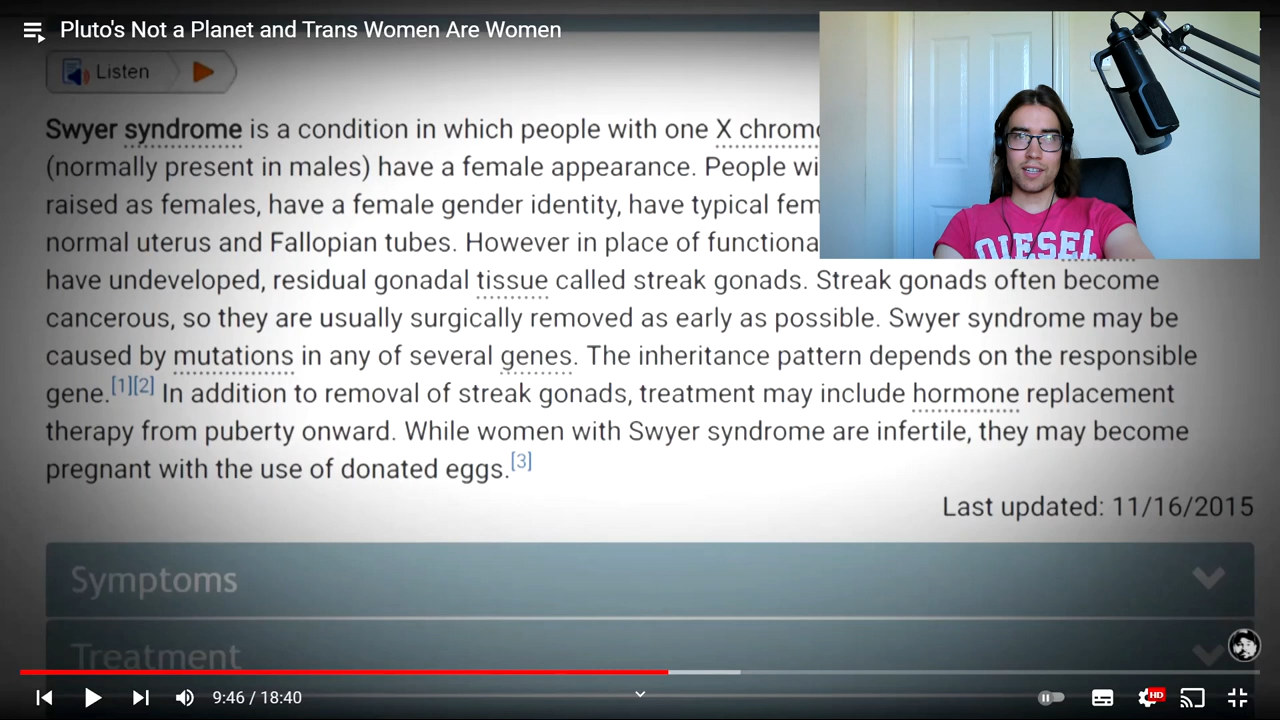 Pluto's Not a Planet and Trans Women Are Women
Listen
Swyer syndrome is a condition in which people with one X
(normally present in males) have a female appearance. People
raised as females, have a female gender identity, have typical
normal uterus and Fallopian tubes. However in place of
have undeveloped, residual gonadal tissue called streak gonads. Streak gonads often become
cancerous, so they are usually surgically removed as early as possible. Swyer syndrome may be
caused by mutations in any of several genes. The inheritance pattern depends on the responsible
gene.[1][2] In addition to removal of streak gonads, treatment may include hormone replacement
therapy from puberty onward. While women with Swyer syndrome are infertile, they may become
pregnant with the use of donated eggs.[3]
Last updated: 11/16/2015
Symptoms
Treatment
9:46 / 18:40
HD
DIESEL